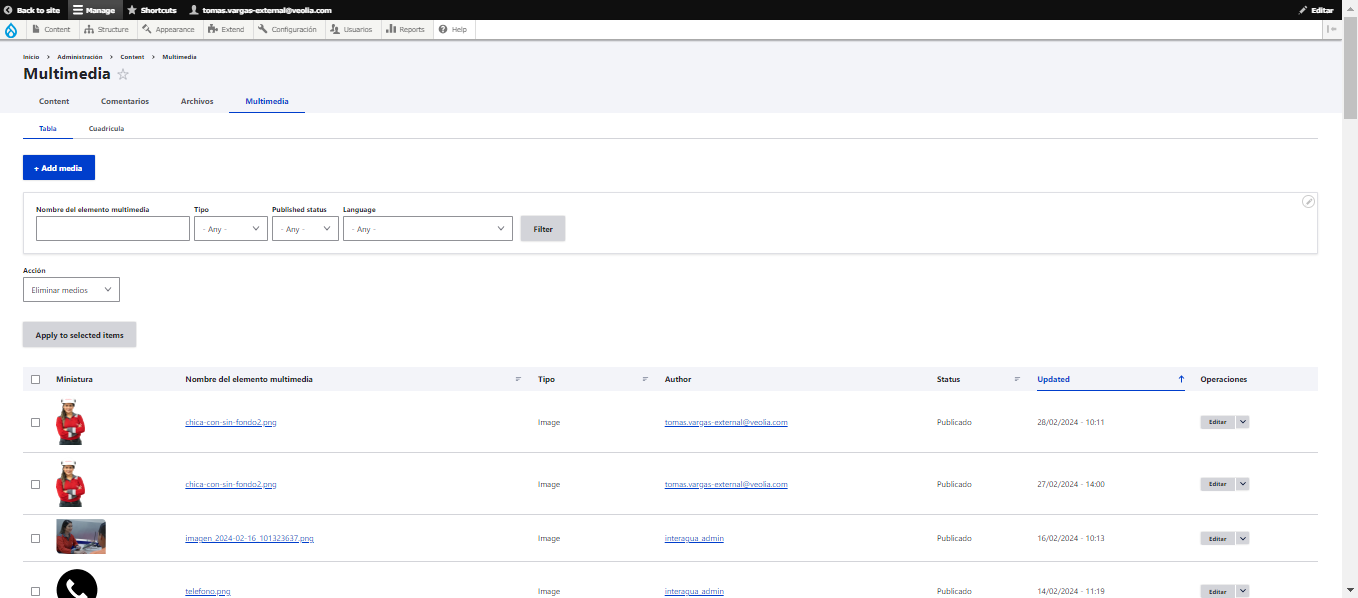 Back to site Manage Shortcuts tomas.vargas-external@veolia.com Editar
Content Structure Appearance Extend Configuración Usuarios Reports Help
Inicio > Administración > Content > Multimedia
Multimedia
Content Comentarios Archivos Multimedia
Tabla Cuadrícula
+ Add media
Nombre del elemento multimedia Tipo Published status Language
- Any - - Any - - Any - Filter
Acción
Eliminar medios
Apply to selected items
Miniatura Nombre del elemento multimedia Tipo Author Status Updated Operaciones
chica-con-sin-fondo2.png Image tomas.vargas-external@veolia.com Publicado 28/02/2024 - 10:11 Editar
chica-con-sin-fondo2.png Image tomas.vargas-external@veolia.com Publicado 27/02/2024 - 14:00 Editar
imagen_2024-02-16_101323637.png Image interagua_admin Publicado 16/02/2024 - 10:13 Editar
telefono.png Image interagua_admin Publicado 14/02/2024 - 11:19 Editar